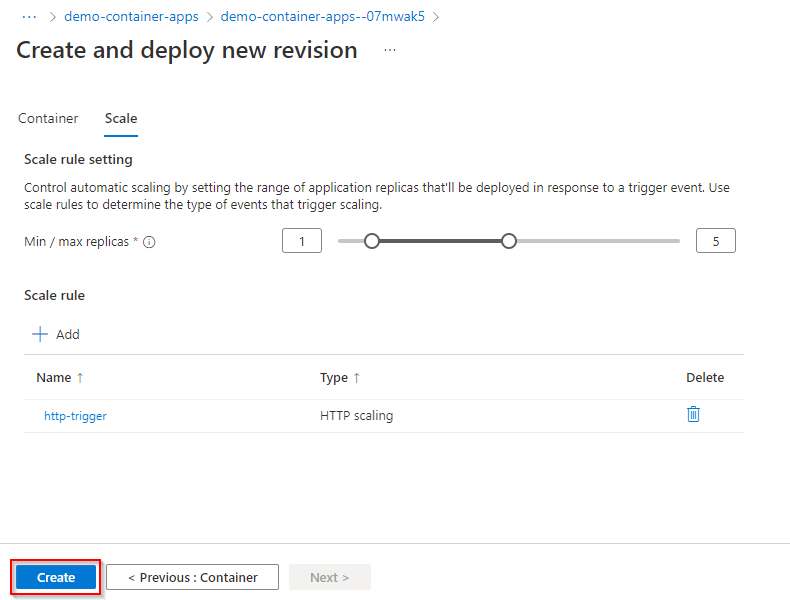 … > demo-container-apps > demo-container-apps--07mwak5 >
Create and deploy new revision …
Container Scale
Scale rule setting
Control automatic scaling by setting the range of application replicas that'll be deployed in response to a trigger event. Use
scale rules to determine the type of events that trigger scaling.
Min / max replicas * 1 5
Scale rule
+ Add
Name ↑ Type ↑ Delete
http-trigger HTTP scaling
Create < Previous : Container Next >